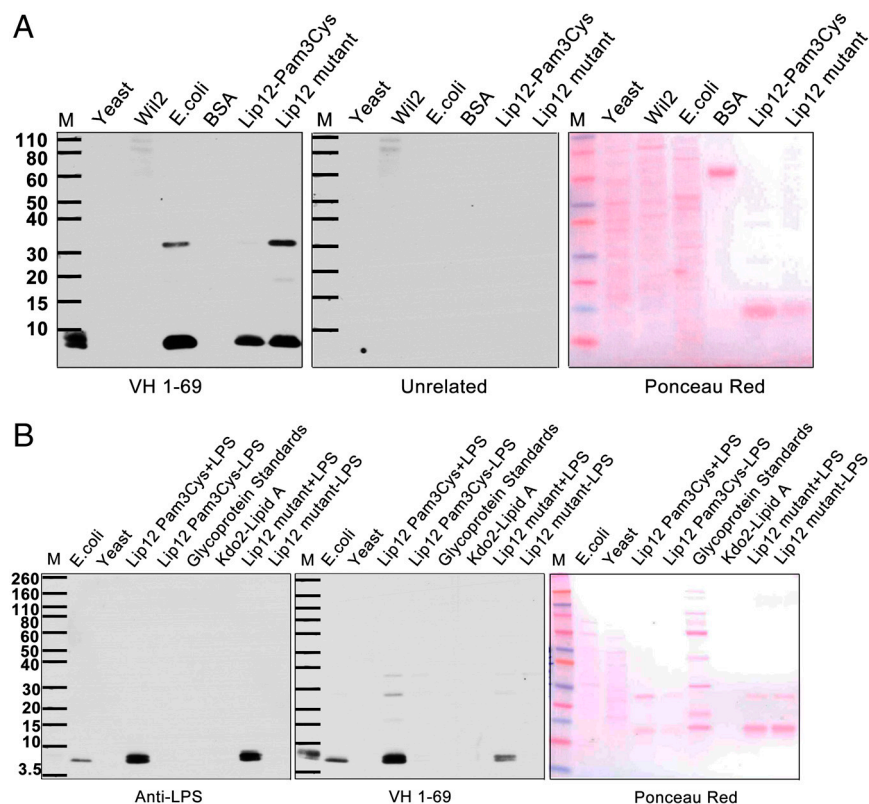 A
M Yeast Wil2 E.coli BSA Lip12-Pam3Cys Lip12 mutant
Yeast Wil2 E.coli BSA Lip12-Pam3Cys Lip12 mutant
M Yeast Wil2 E.coli BSA Lip12-Pam3Cys Lip12 mutant
M
110
80
60
50
40
30
20
15
10
VH 1-69
Unrelated
Ponceau Red
B
M E.coli Yeast Lip12 Pam3Cys+LPS Lip12 Pam3Cys-LPS Glycoprotein Standards Kdo2-Lipid A Lip12 mutant+LPS Lip12 mutant-LPS
M E.coli Yeast Lip12 Pam3Cys+LPS Lip12 Pam3Cys-LPS Glycoprotein Standards Kdo2-Lipid A Lip12 mutant+LPS Lip12 mutant-LPS
M E.coli Yeast Lip12 Pam3Cys+LPS Lip12 Pam3Cys-LPS Glycoprotein Standards Kdo2-Lipid A Lip12 mutant+LPS Lip12 mutant-LPS
260
160
110
80
60
50
40
30
20
15
10
3.5
Anti-LPS
VH 1-69
Ponceau Red